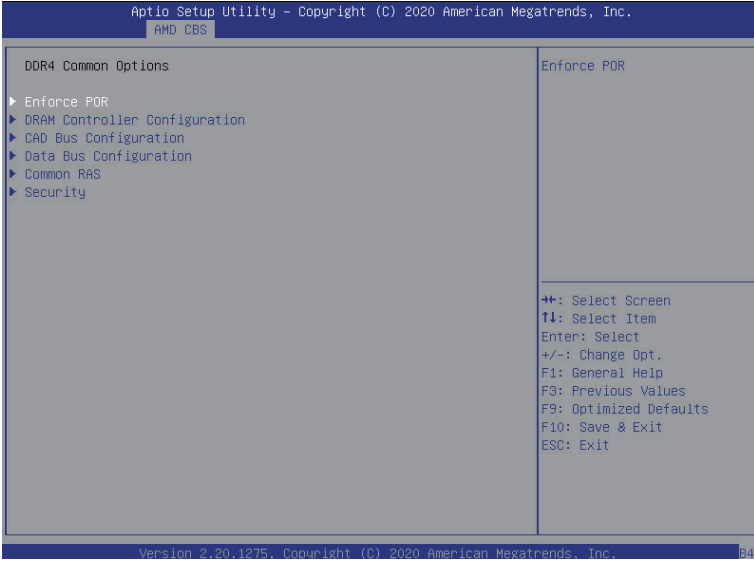 Aptio Setup Utility – Copyright (C) 2020 American Megatrends, Inc.
AMD CBS
DDR4 Common Options
Enforce POR
DRAM Controller Configuration
CAD Bus Configuration
Data Bus Configuration
Common RAS
Security
Enforce POR
→←: Select Screen
↑↓: Select Item
Enter: Select
+/-: Change Opt.
F1: General Help
F3: Previous Values
F9: Optimized Defaults
F10: Save & Exit
ESC: Exit
Version 2.20.1275. Copyright (C) 2020 American Megatrends, Inc.
B4